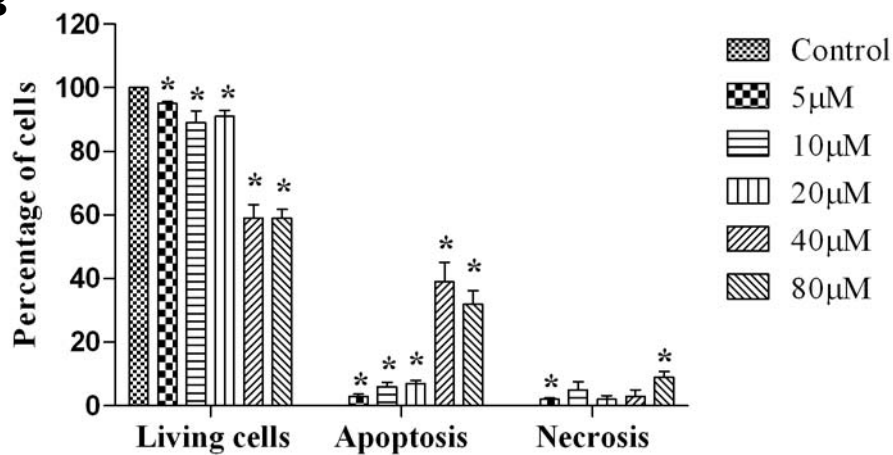 120
100
80
60
40
20
0
Percentage of cells
* * * * *
* * * * *
* *
Living cells Apoptosis Necrosis
Control
5μM
10μM
20μM
40μM
80μM